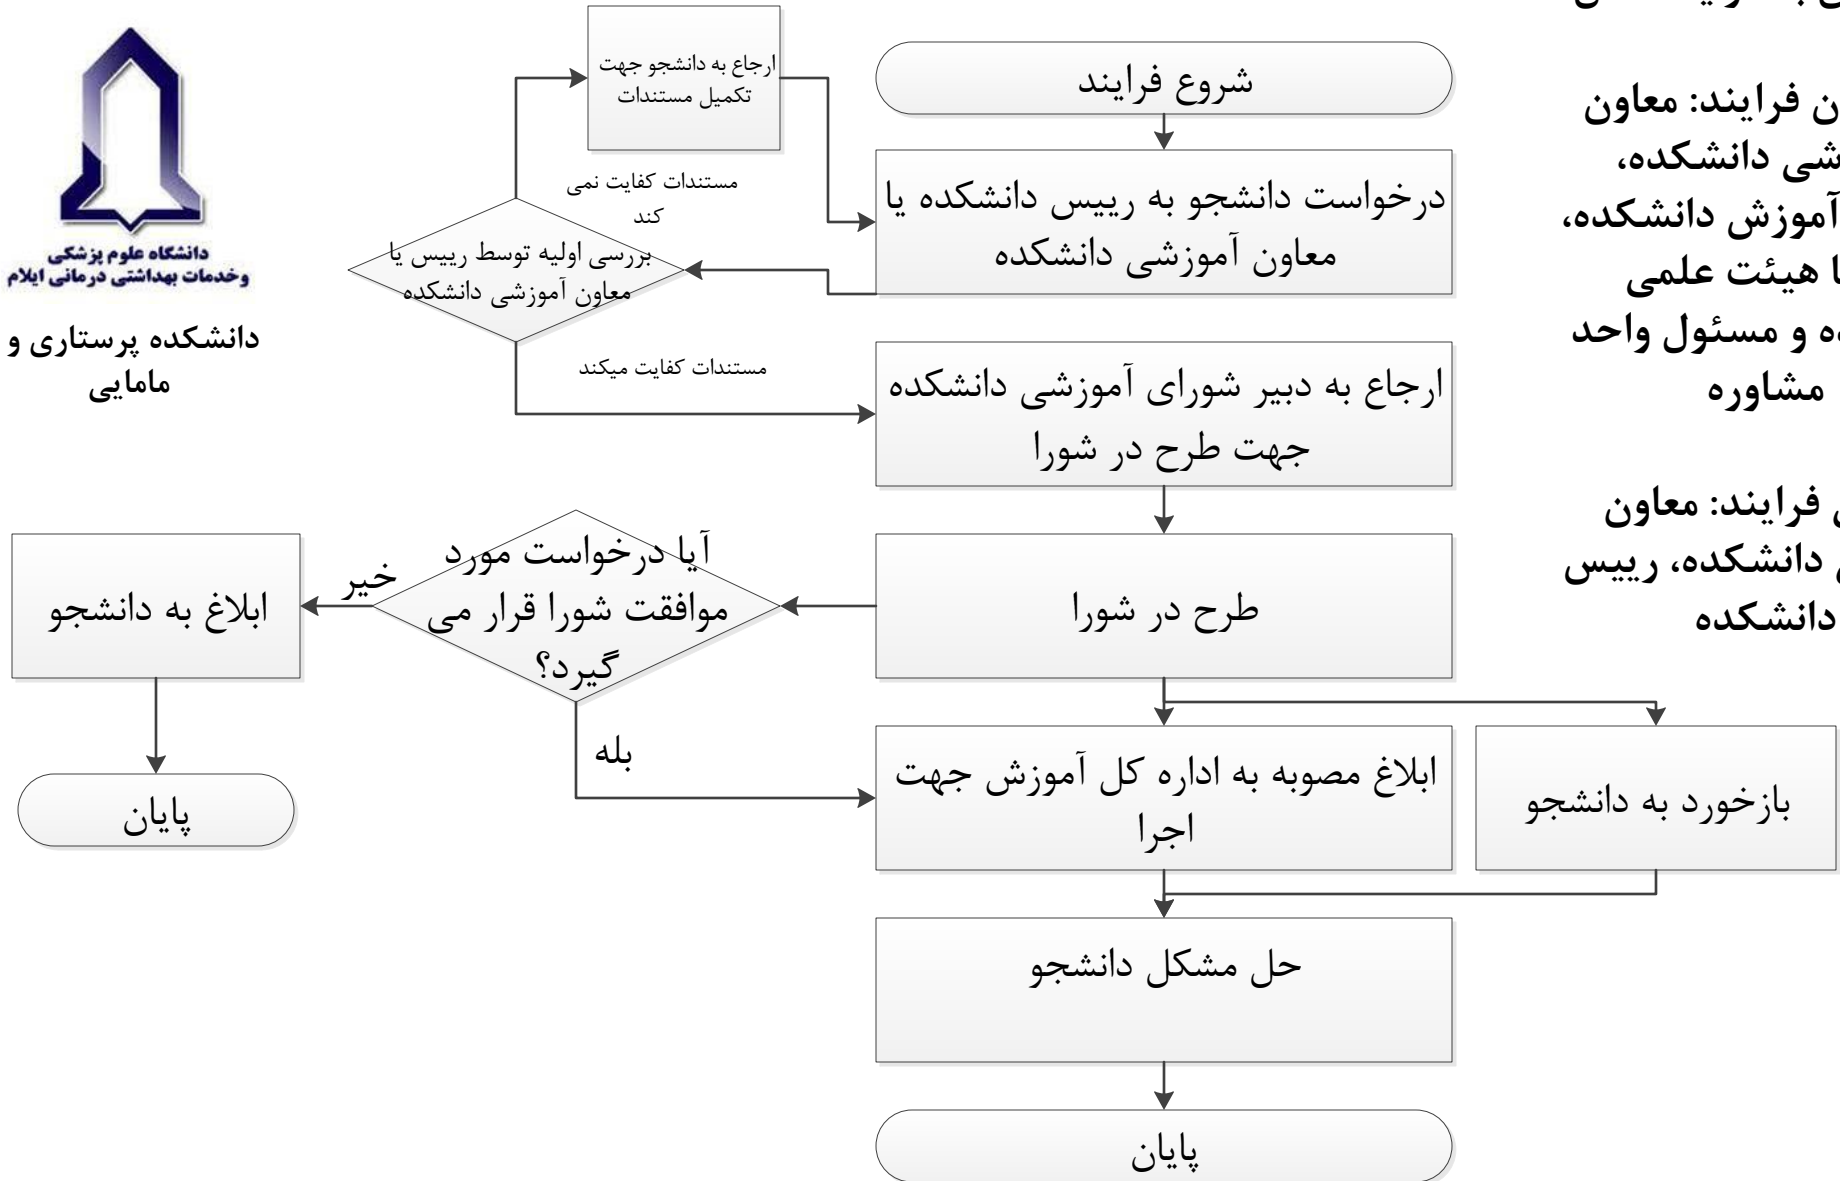 شروع فرایند
درخواست دانشجو به رییس دانشکده یا
معاون آموزشی دانشکده
ارجاع به دانشجو جهت
تکمیل مستندات
مستندات کفایت نمی
کند
بررسی اولیه توسط رییس یا
معاون آموزشی دانشکده
مستندات کفایت میکند
ارجاع به دبیر شورای آموزشی دانشکده
جهت طرح در شورا
طرح در شورا
آیا درخواست مورد
موافقت شورا قرار می
گیرد؟
خیر
ابلاغ به دانشجو
پایان
بله
ابلاغ مصوبه به اداره کل آموزش جهت
اجرا
بازخورد به دانشجو
حل مشکل دانشجو
پایان
فرایند: معاون
دانشکده،
آموزش دانشکده،
هیئت علمی
و مسئول واحد
مشاوره
فرایند: معاون
دانشکده، رییس
دانشکده
دانشگاه علوم پزشکی
وخدمات بهداشتی درمانی ایلام
دانشکده پرستاری و
مامایی